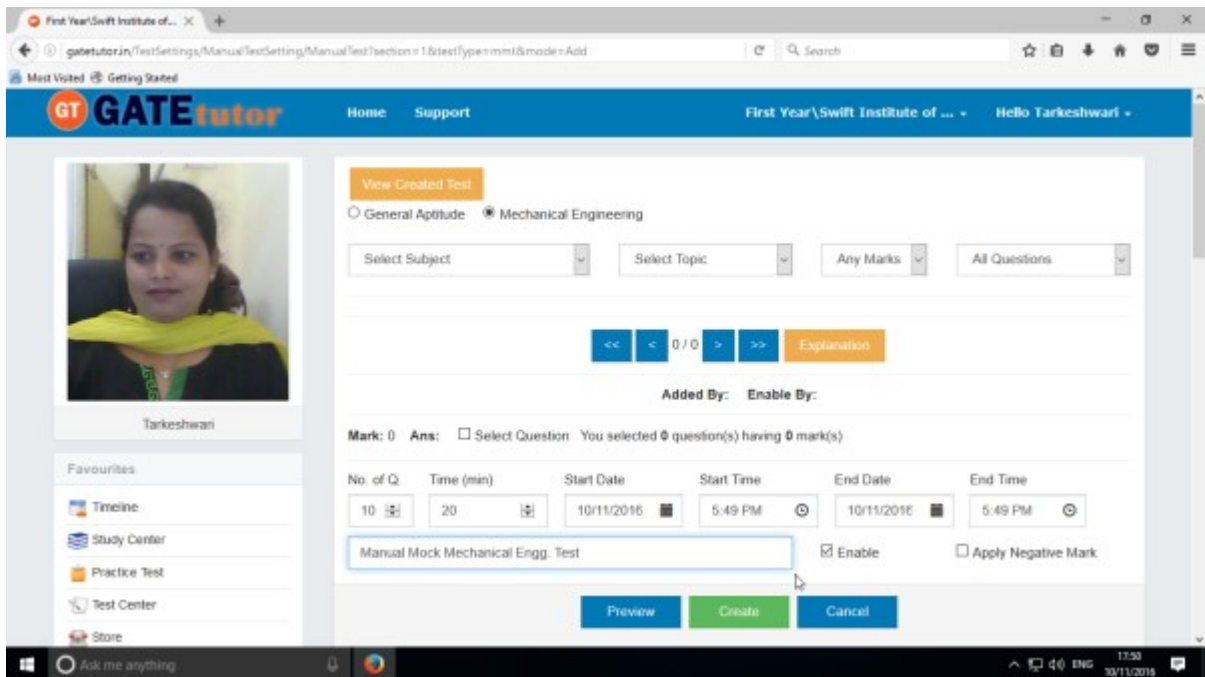 First Year\Swift Institute of...
gatetutor.in/TestSettings/ManualTestSetting/ManualTest?section=1&testType=mmt&mode=Add
Search
Most Visited Getting Started
GT GATEtutor Home Support First Year\Swift Institute of ... Hello Tarkeshwari
View Created Test
General Aptitude Mechanical Engineering
Select Subject Select Topic Any Marks All Questions
<< < 0 / 0 > >> Explanation
Added By: Enable By:
Tarkeshwari
Mark: 0 Ans: Select Question You selected 0 question(s) having 0 mark(s)
Favourites
No. of Q. Time (min) Start Date Start Time End Date End Time
Timeline
10 20 10/11/2016 5:49 PM 10/11/2016 5:49 PM
Study Center
Manual Mock Mechanical Engg. Test Enable Apply Negative Mark
Practice Test
Test Center
Preview Create Cancel
Store
Ask me anything
ENG 17:50
10/11/2016